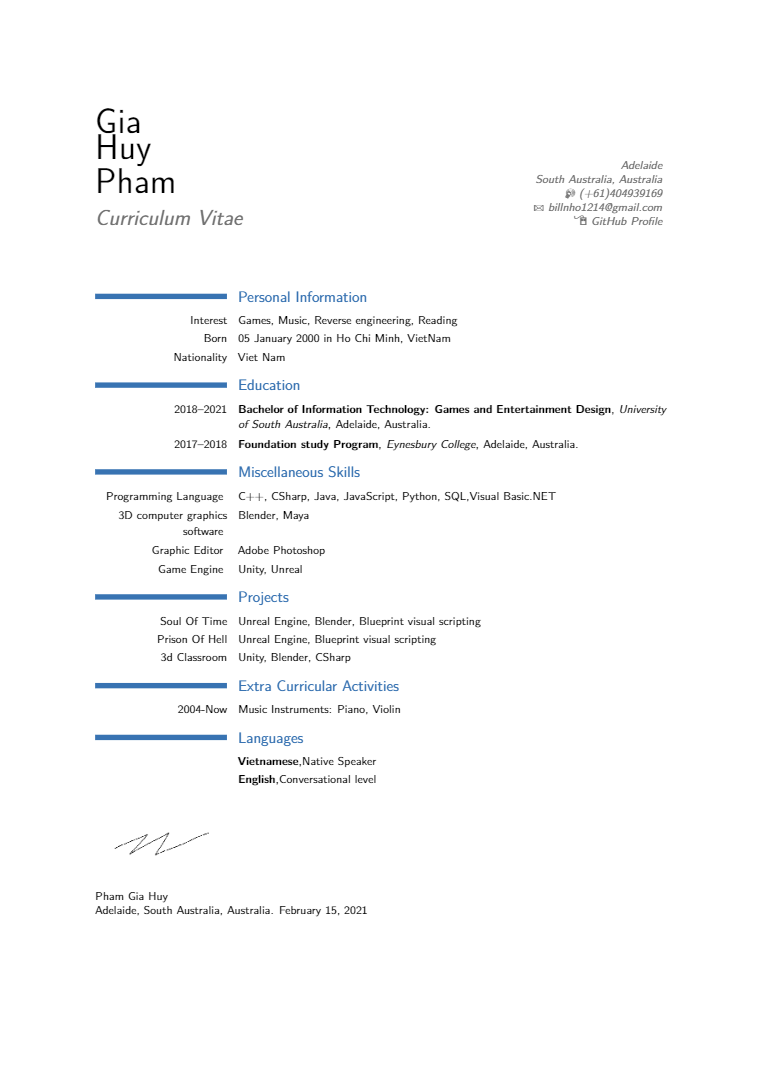 Gia
Huy
Pham
Curriculum Vitae
Adelaide
South Australia, Australia
(+61)404939169
billnho1214@gmail.com
GitHub Profile
Personal Information
Interest Games, Music, Reverse engineering, Reading
Born 05 January 2000 in Ho Chi Minh, VietNam
Nationality Viet Nam
Education
2018–2021 Bachelor of Information Technology: Games and Entertainment Design, University
of South Australia, Adelaide, Australia.
2017–2018 Foundation study Program, Eynesbury College, Adelaide, Australia.
Miscellaneous Skills
Programming Language C++, CSharp, Java, JavaScript, Python, SQL,Visual Basic.NET
3D computer graphics Blender, Maya
software
Graphic Editor Adobe Photoshop
Game Engine Unity, Unreal
Projects
Soul Of Time Unreal Engine, Blender, Blueprint visual scripting
Prison Of Hell Unreal Engine, Blueprint visual scripting
3d Classroom Unity, Blender, CSharp
Extra Curricular Activities
2004-Now Music Instruments: Piano, Violin
Languages
Vietnamese,Native Speaker
English,Conversational level
Pham Gia Huy
Adelaide, South Australia, Australia. February 15, 2021